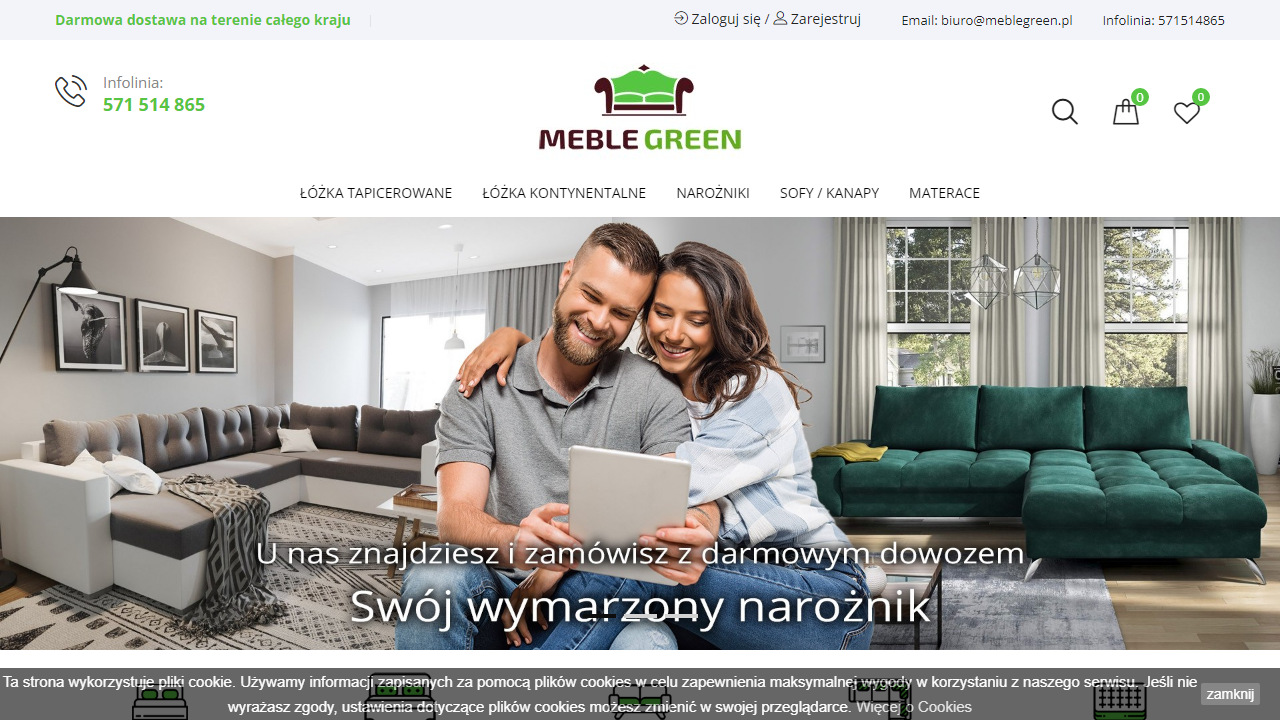 Darmowa dostawa na terenie całego kraju
Zaloguj się / Zarejestruj
Email: biuro@meblegreen.pl
Infolinia: 571514865
Infolinia:
571 514 865
MEBLE GREEN
0
0
ŁÓŻKA TAPICEROWANE
ŁÓŻKA KONTYNENTALNE
NAROŻNIKI
SOFY / KANAPY
MATERACE
U nas znajdziesz i zamówisz z darmowym dowozem
Swój wymarzony narożnik
Ta strona wykorzystuje pliki cookie. Używamy informacji zapisanych za pomocą plików cookies w celu zapewnienia maksymalnej wygody w korzystaniu z naszego serwisu. Jeśli nie
wyrażasz zgody, ustawienia dotyczące plików cookies możesz zmienić w swojej przeglądarce. Więcej o Cookies
zamknij